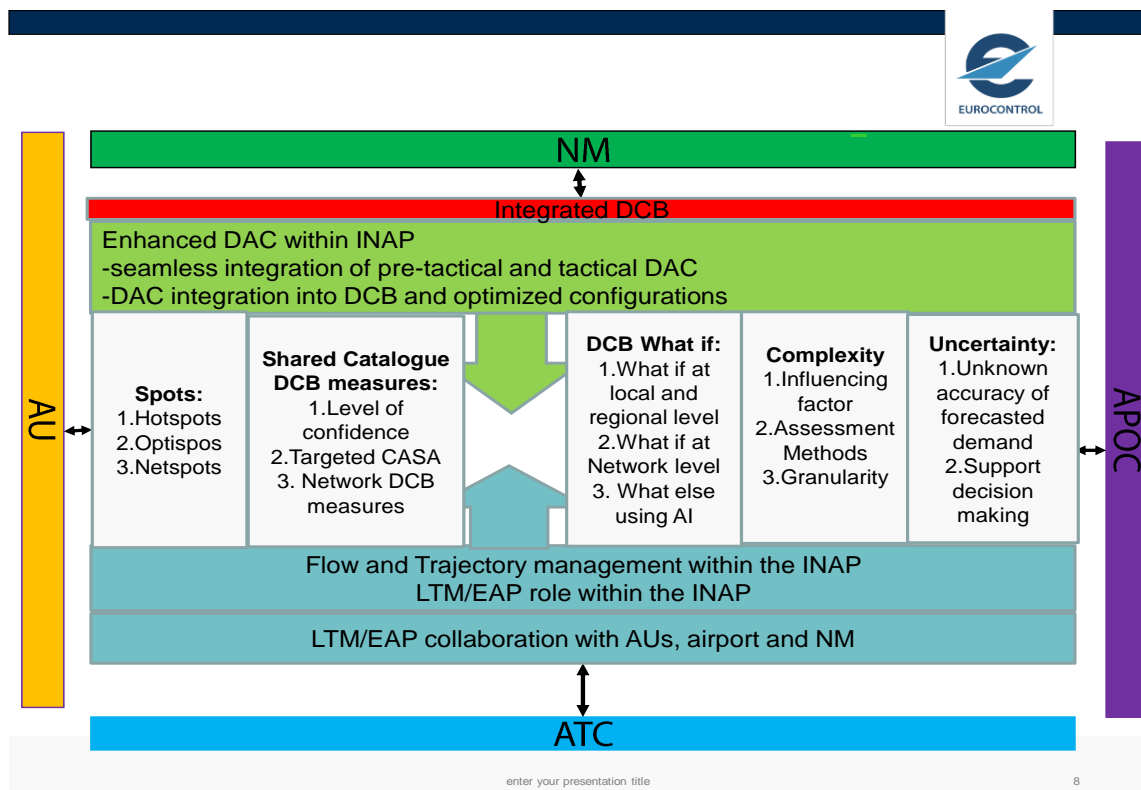 EUROCONTROL
NM
Integrated DCB
Enhanced DAC within INAP
-seamless integration of pre-tactical and tactical DAC
-DAC integration into DCB and optimized configurations
AU
Spots:
1.Hotspots
2.Optispos
3.Netspots
Shared Catalogue
DCB measures:
1.Level of
confidence
2.Targeted CASA
3. Network DCB
measures
DCB What if:
1.What if at
local and
regional level
2.What if at
Network level
3. What else
using AI
Complexity
1.Influencing
factor
2.Assessment
Methods
3.Granularity
Uncertainty:
1.Unknown
accuracy of
forecasted
demand
2.Support
decision
making
APOC
Flow and Trajectory management within the INAP
LTM/EAP role within the INAP
LTM/EAP collaboration with AUs, airport and NM
ATC
enter your presentation title
8